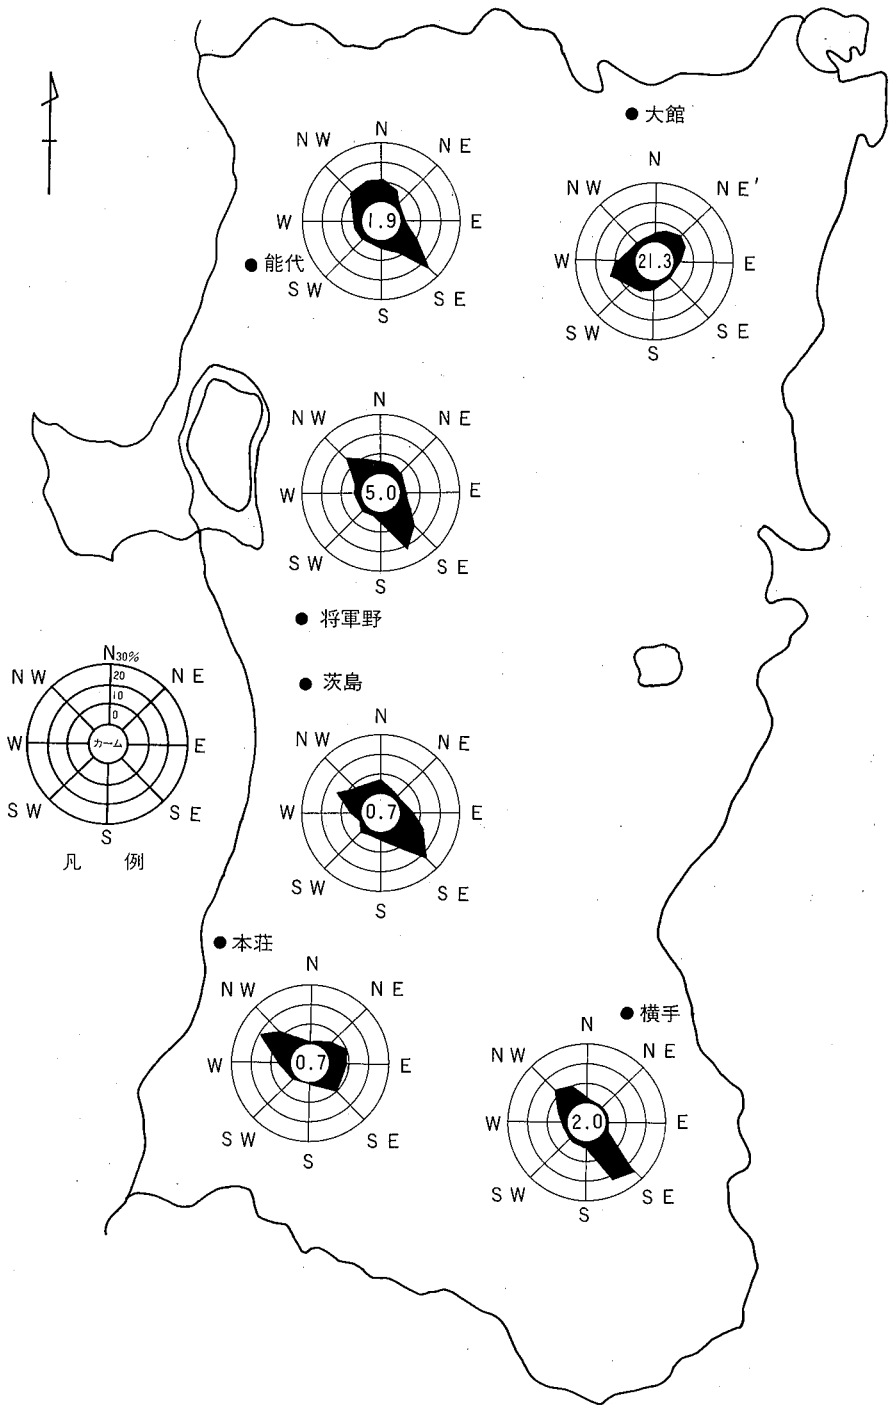 大館
N
NW
NE
W
1.9
E
能代
SW
SE
S
N
NW
NE'
W
21.3
E
SW
SE
S
N
NW
NE
W
5.0
E
SW
SE
S
将軍野
茨島
N 30%
NW
20
NE
10
0
W
カーム
E
SW
SE
S
凡 例
N
NW
NE
W
0.7
E
SW
SE
S
本荘
N
NW
NE
W
0.7
E
SW
SE
S
横手
N
NW
NE
W
2.0
E
SW
SE
S